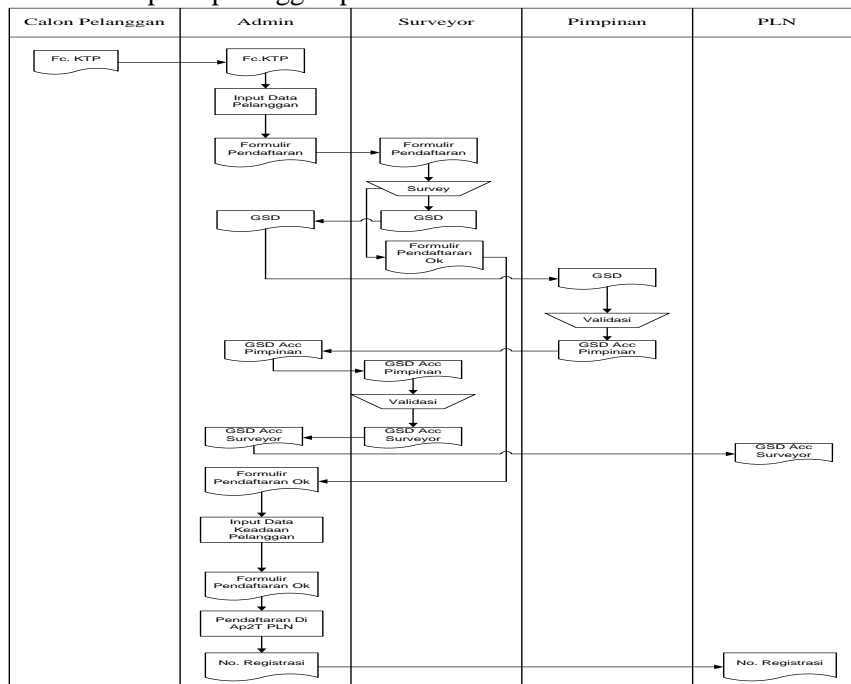 Calon Pelanggan
Admin
Surveyor
Pimpinan
PLN
Fc. KTP
Fc.KTP
Input Data
Pelanggan
Formulir
Pendaftaran
Formulir
Pendaftaran
Survey
GSD
GSD
Formulir
Pendaftaran
Ok
GSD
Validasi
GSD Acc
Pimpinan
GSD Acc
Pimpinan
GSD Acc
Pimpinan
Validasi
GSD Acc
Surveyor
GSD Acc
Surveyor
GSD Acc
Surveyor
Formulir
Pendaftaran Ok
Input Data
Keadaan
Pelanggan
Formulir
Pendaftaran Ok
Pendaftaran Di
Ap2T PLN
No. Registrasi
No. Registrasi